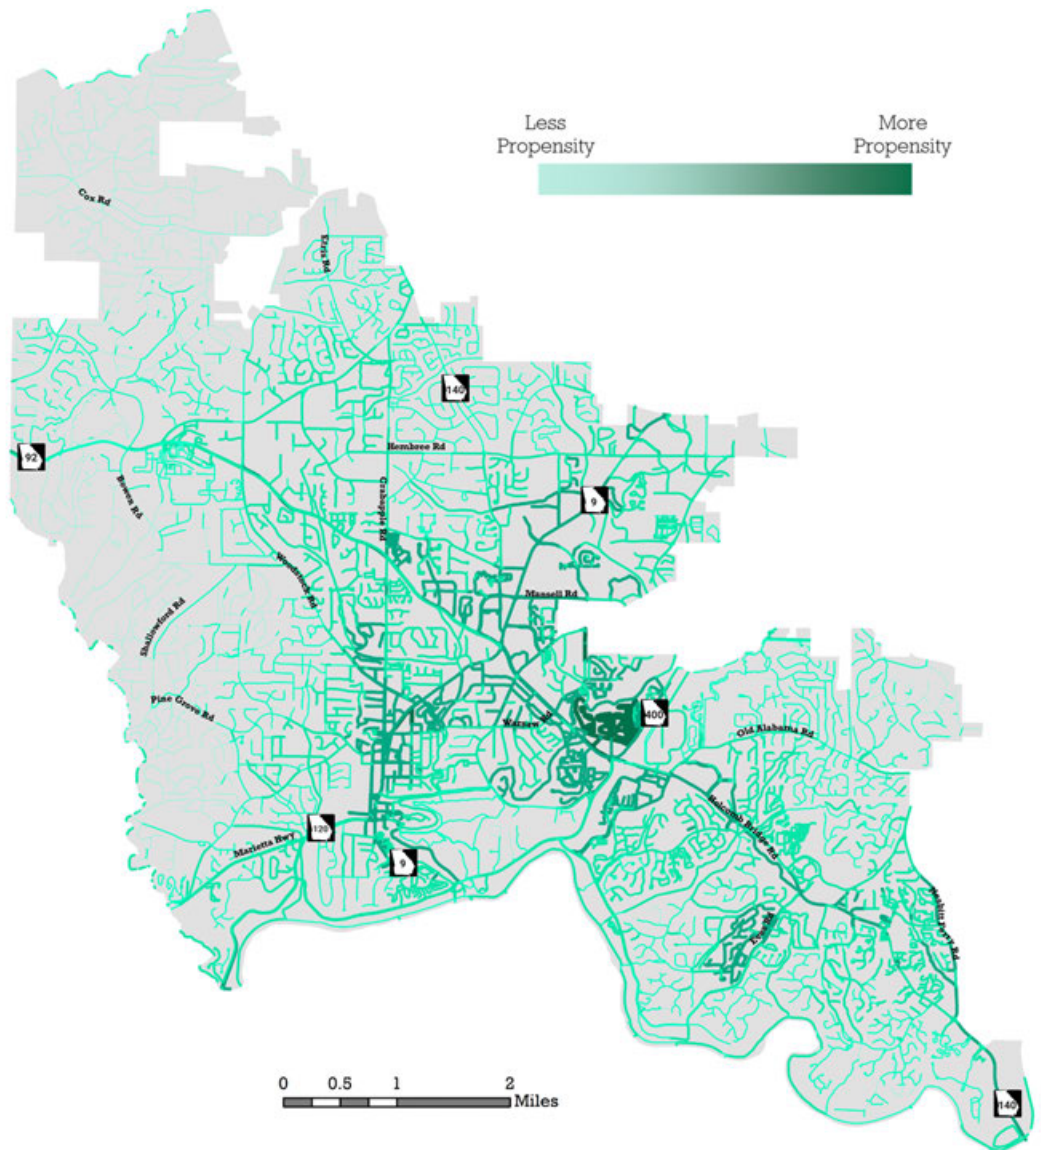 Less
Propensity
More
Propensity
Cox Rd
Etris Rd
140
Hembree Rd
92
Bowen Rd
Crabapple Rd
9
Woodstock Rd
Mansell Rd
Shallowford Rd
Pine Grove Rd
Warsaw Rd
400
Old Alabama Rd
Holcomb Bridge Rd
120
Marietta Hwy
9
Nesbit Ferry Rd
Eves Rd
0 0.5 1 2
Miles
140